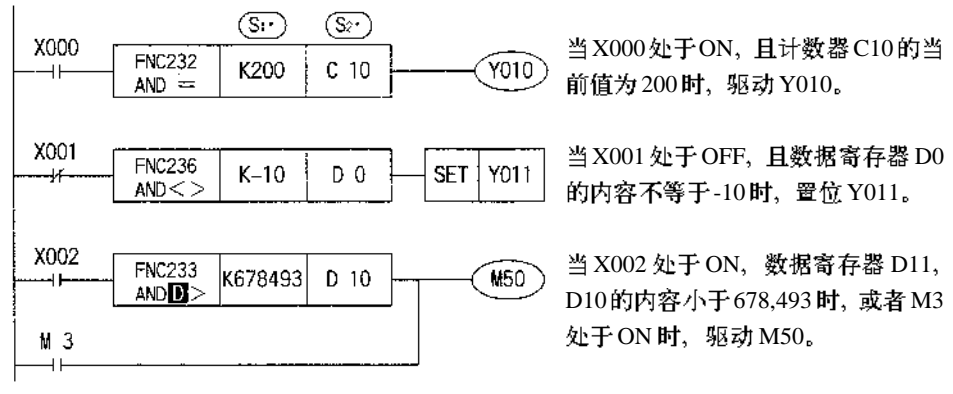 S₁· S₂·
X000
FNC232
AND =
K200
C 10
Y010
当X000处于ON, 且计数器C10的当
前值为200时, 驱动Y010。
X001
FNC236
AND< >
K-10
D 0
SET
Y011
当X001处于OFF, 且数据寄存器D0
的内容不等于-10时, 置位Y011。
X002
FNC233
ANDD>
K678493
D 10
M50
M 3
当X002处于ON, 数据寄存器D11,
D10的内容小于678,493时, 或者M3
处于ON时, 驱动M50。